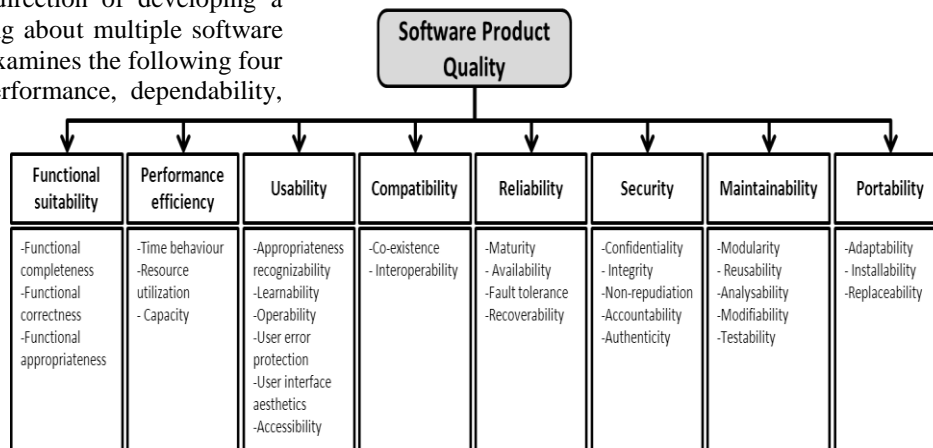 direction of developing a
about multiple software
examines the following four
performance, dependability,
Software Product
Quality
Functional
suitability
Performance
efficiency
Usability
Compatibility
Reliability
Security
Maintainability
Portability
-Functional
completeness
-Functional
correctness
-Functional
appropriateness
-Time behaviour
-Resource
utilization
- Capacity
-Appropriateness
recognizability
-Learnability
-Operability
-User error
protection
-User interface
aesthetics
-Accessibility
-Co-existence
- Interoperability
-Maturity
- Availability
-Fault tolerance
-Recoverability
-Confidentiality
- Integrity
-Non-repudiation
-Accountability
-Authenticity
-Modularity
- Reusability
-Analysability
-Modifiability
-Testability
-Adaptability
- Installability
-Replaceability